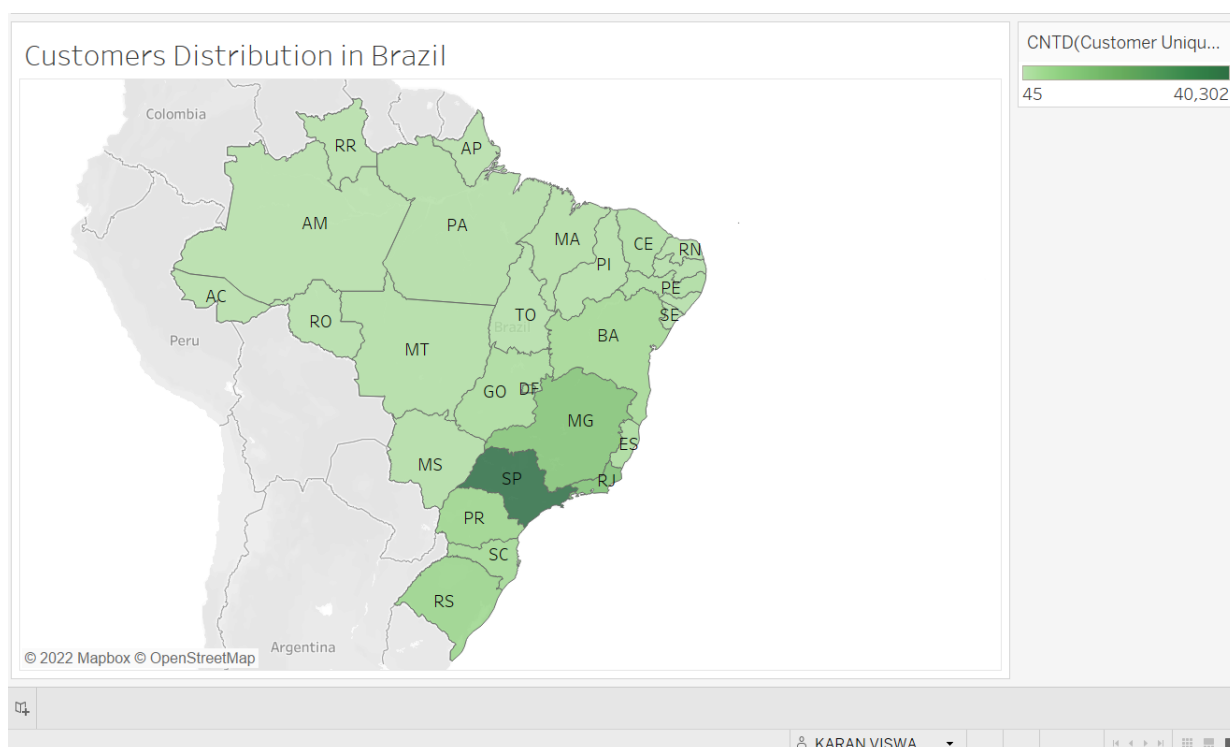 Customers Distribution in Brazil
CNTD(Customer Uniqu...
45 40,302
Colombia
RR
AP
AM
PA
MA
CE
RN
PI
PE
AC
SE
RO
TO
Brazil
BA
Peru
MT
GO
DF
MG
ES
MS
SP
RJ
PR
SC
RS
Argentina
© 2022 Mapbox © OpenStreetMap
KARAN VISWA...